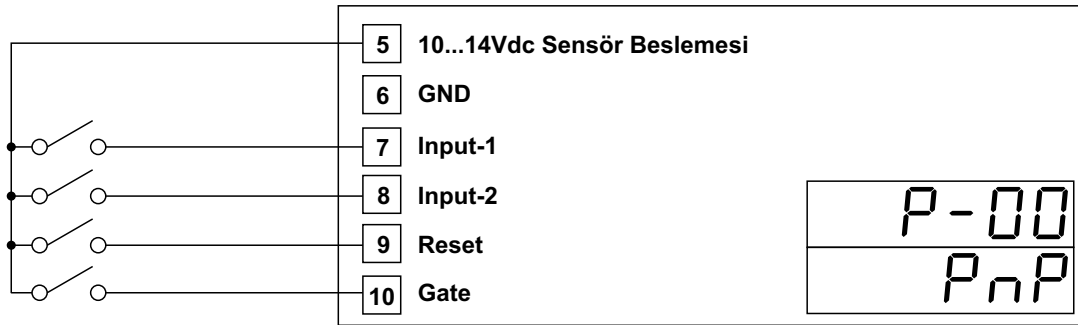 5 10...14Vdc Sensör Beslemesi
6 GND
7 Input-1
8 Input-2
9 Reset
10 Gate
P-00
PnP